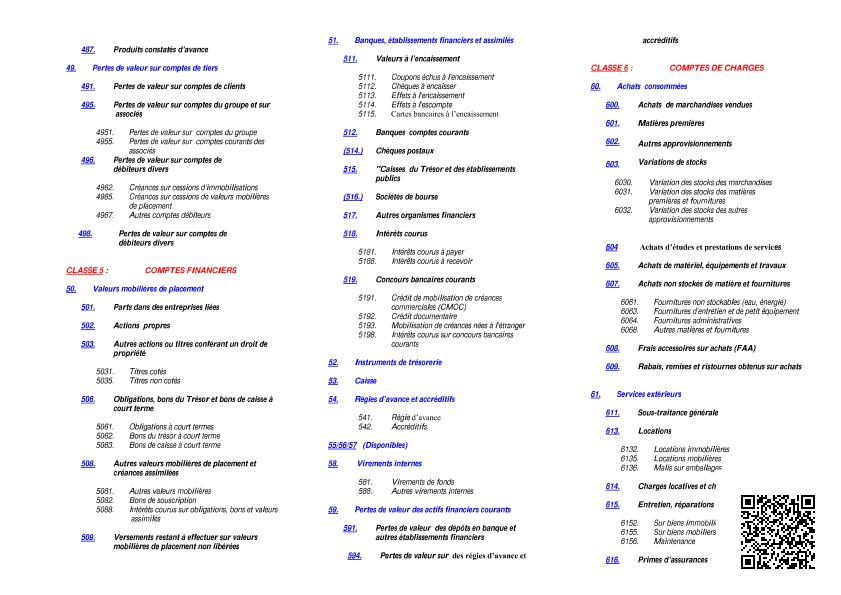 487. Produits constatés d'avance
49. Pertes de valeur sur comptes de tiers
491. Pertes de valeur sur comptes de clients
495. Pertes de valeur sur comptes du groupe et sur
associés
4951. Pertes de valeur sur comptes du groupe
4955. Pertes de valeur sur comptes courants des
associés
496. Pertes de valeur sur comptes de
débiteurs divers
4962. Créances sur cessions d'immobilisations
4965. Créances sur cessions de valeurs mobilières
de placement
4967. Autres comptes débiteurs
498. Pertes de valeur sur comptes de
débiteurs divers
CLASSE 5 : COMPTES FINANCIERS
50. Valeurs mobilières de placement
501. Parts dans des entreprises liées
502. Actions propres
503. Autres actions ou titres conférant un droit de
propriété
5031. Titres cotés
5035. Titres non cotés
506. Obligations, bons du Trésor et bons de caisse à
court terme
5061. Obligations à court termes
5062. Bons du trésor à court terme
5063. Bons de caisse à court terme
508. Autres valeurs mobilières de placement et
créances assimilées
5081. Autres valeurs mobilières
5082. Bons de souscription
5088. Intérêts courus sur obligations, bons et valeurs
assimilés
509. Versements restant à effectuer sur valeurs
mobilières de placement non libérées
51. Banques, établissements financiers et assimilés
511. Valeurs à l'encaissement
5111. Coupons échus à l'encaissement
5112. Chèques à encaisser
5113. Effets à l'encaissement
5114. Effets à l'escompte
5115. Cartes bancaires à l'encaissement
512. Banques comptes courants
(514.) Chèques postaux
515. "Caisses du Trésor et des établissements
publics
(516.) Sociétés de bourse
517. Autres organismes financiers
518. Intérêts courus
5181. Intérêts courus à payer
5188. Intérêts courus à recevoir
519. Concours bancaires courants
5191. Crédit de mobilisation de créances
commerciales (CMCC)
5192. Crédit documentaire
5193. Mobilisation de créances nées à l'étranger
5198. Intérêts courus sur concours bancaires
courants
52. Instruments de trésorerie
53. Caisse
54. Régies d'avance et accréditifs
541. Régie d'avance
542. Accréditifs
55/56/57 (Disponibles)
58. Virements internes
581. Virements de fonds
588. Autres virements internes
59. Pertes de valeur des actifs financiers courants
591. Pertes de valeur des dépôts en banque et
autres établissements financiers
594. Pertes de valeur sur des régies d'avance et
accréditifs
CLASSE 6 : COMPTES DE CHARGES
60. Achats consommées
600. Achats de marchandises vendues
601. Matières premières
602. Autres approvisionnements
603. Variations de stocks
6030. Variation des stocks des marchandises
6031. Variation des stocks des matières
premières et fournitures
6032. Variation des stocks des autres
approvisionnements
604 Achats d'études et prestations de services
605. Achats de matériel, équipements et travaux
607. Achats non stockés de matière et fournitures
6061. Fournitures non stockables (eau, énergie)
6063. Fournitures d'entretien et de petit équipement
6064. Fournitures administratives
6068. Autres matières et fournitures
608. Frais accessoires sur achats (FAA)
609. Rabais, remises et ristournes obtenus sur achats
61. Services extérieurs
611. Sous-traitance générale
613. Locations
6132. Locations immobilières
6135. Locations mobilières
6136. Malis sur emballages
614. Charges locatives et ch
615. Entretien, réparations
6152. Sur biens immobili
6155. Sur biens mobiliers
6156. Maintenance
616. Primes d'assurances